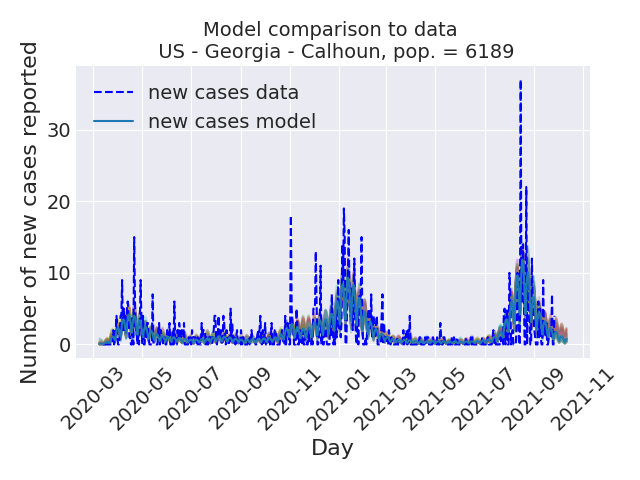 Model comparison to data
US - Georgia - Calhoun, pop. = 6189
new cases data
new cases model
Number of new cases reported
30
20
10
0
2020-03
2020-05
2020-07
2020-09
2020-11
2021-01
2021-03
2021-05
2021-07
2021-09
2021-11
Day